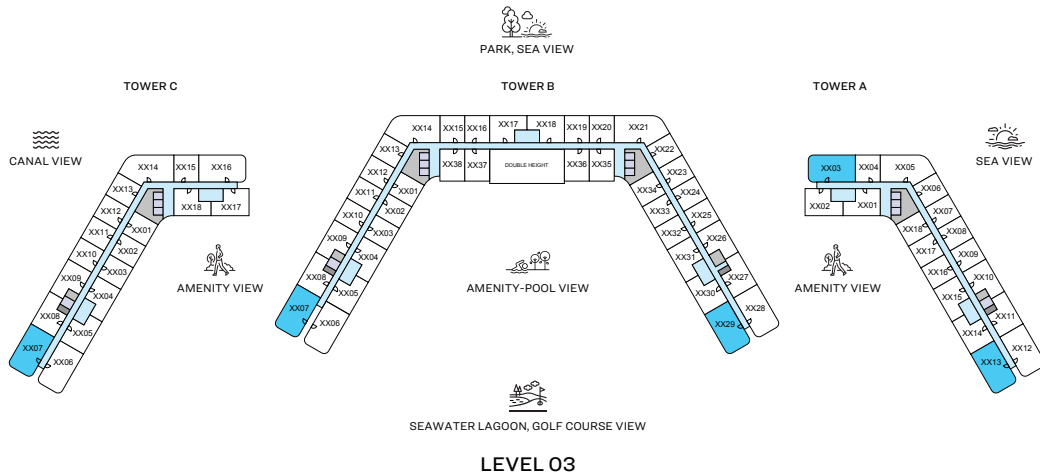 PARK, SEA VIEW
TOWER C
TOWER B
TOWER A
CANAL VIEW
SEA VIEW
XX14
XX15
XX16
XX13
XX12
XX11
XX10
XX09
XX08
XX07
XX06
XX05
XX04
XX03
XX02
XX01
XX18
XX17
AMENITY VIEW
XX14
XX15
XX16
XX17
XX18
XX19
XX20
XX21
XX13
XX38
XX37
DOUBLE HEIGHT
XX36
XX35
XX22
XX12
XX01
XX34
XX23
XX11
XX02
XX33
XX24
XX10
XX03
XX32
XX25
XX09
XX04
XX31
XX26
XX08
XX05
XX30
XX27
XX07
XX06
XX29
XX28
AMENITY-POOL VIEW
XX03
XX04
XX05
XX02
XX01
XX06
XX18
XX07
XX17
XX08
XX16
XX09
XX15
XX10
XX14
XX11
XX13
XX12
AMENITY VIEW
SEAWATER LAGOON, GOLF COURSE VIEW
LEVEL 03